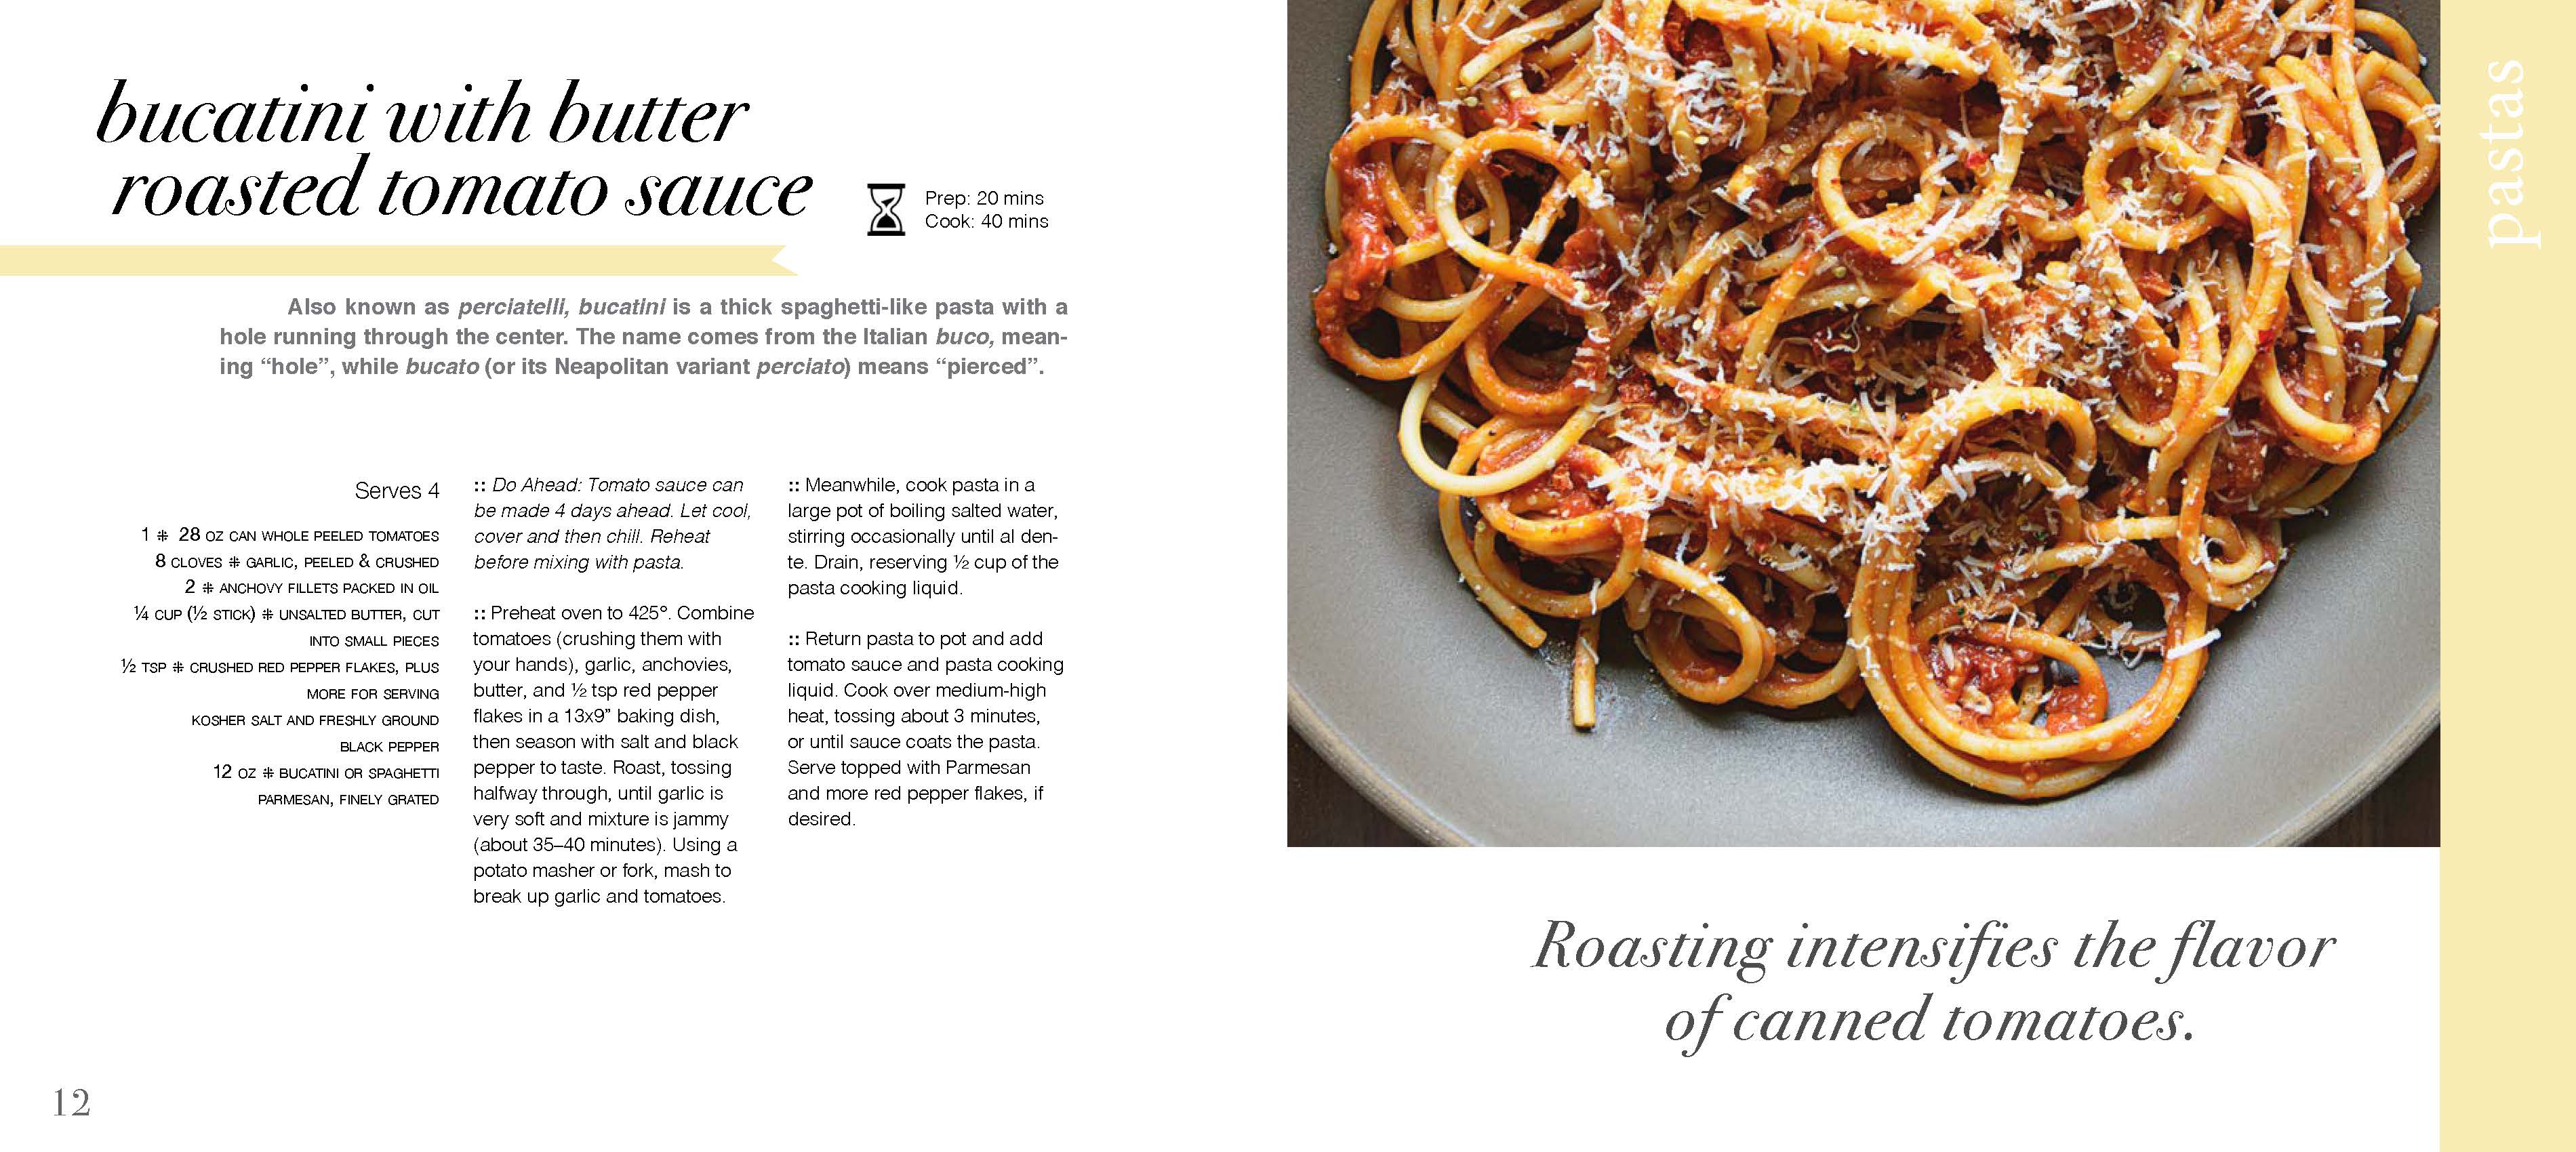 bucatini with butter
roasted tomato sauce
Prep: 20 mins
Cook: 40 mins
Also known as perciatelli, bucatini is a thick spaghetti-like pasta with a
hole running through the center. The name comes from the Italian buco, mean-
ing “hole”, while bucato (or its Neapolitan variant perciato) means “pierced”.
Serves 4
1 ⁜ 28 OZ CAN WHOLE PEELED TOMATOES
8 CLOVES ⁜ GARLIC, PEELED & CRUSHED
2 ⁜ ANCHOVY FILLETS PACKED IN OIL
¼ CUP (½ STICK) ⁜ UNSALTED BUTTER, CUT
INTO SMALL PIECES
½ TSP ⁜ CRUSHED RED PEPPER FLAKES, PLUS
MORE FOR SERVING
KOSHER SALT AND FRESHLY GROUND
BLACK PEPPER
12 OZ ⁜ BUCATINI OR SPAGHETTI
PARMESAN, FINELY GRATED
:: Do Ahead: Tomato sauce can
be made 4 days ahead. Let cool,
cover and then chill. Reheat
before mixing with pasta.
:: Preheat oven to 425°. Combine
tomatoes (crushing them with
your hands), garlic, anchovies,
butter, and ½ tsp red pepper
flakes in a 13x9” baking dish,
then season with salt and black
pepper to taste. Roast, tossing
halfway through, until garlic is
very soft and mixture is jammy
(about 35–40 minutes). Using a
potato masher or fork, mash to
break up garlic and tomatoes.
:: Meanwhile, cook pasta in a
large pot of boiling salted water,
stirring occasionally until al den-
te. Drain, reserving ½ cup of the
pasta cooking liquid.
:: Return pasta to pot and add
tomato sauce and pasta cooking
liquid. Cook over medium-high
heat, tossing about 3 minutes,
or until sauce coats the pasta.
Serve topped with Parmesan
and more red pepper flakes, if
desired.
12
pastas
Roasting intensifies the flavor
of canned tomatoes.